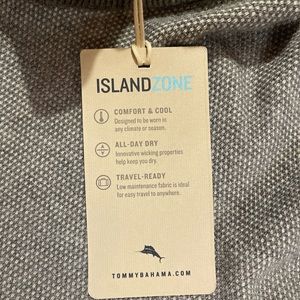 ISLANDZONE
COMFORT & COOL
Designed to be worn in
any climate or season.
ALL-DAY DRY
Innovative wicking properties
help keep you dry.
TRAVEL-READY
Low maintenance fabric is ideal
for easy travel to anywhere.
TOMMYBAHAMA.COM